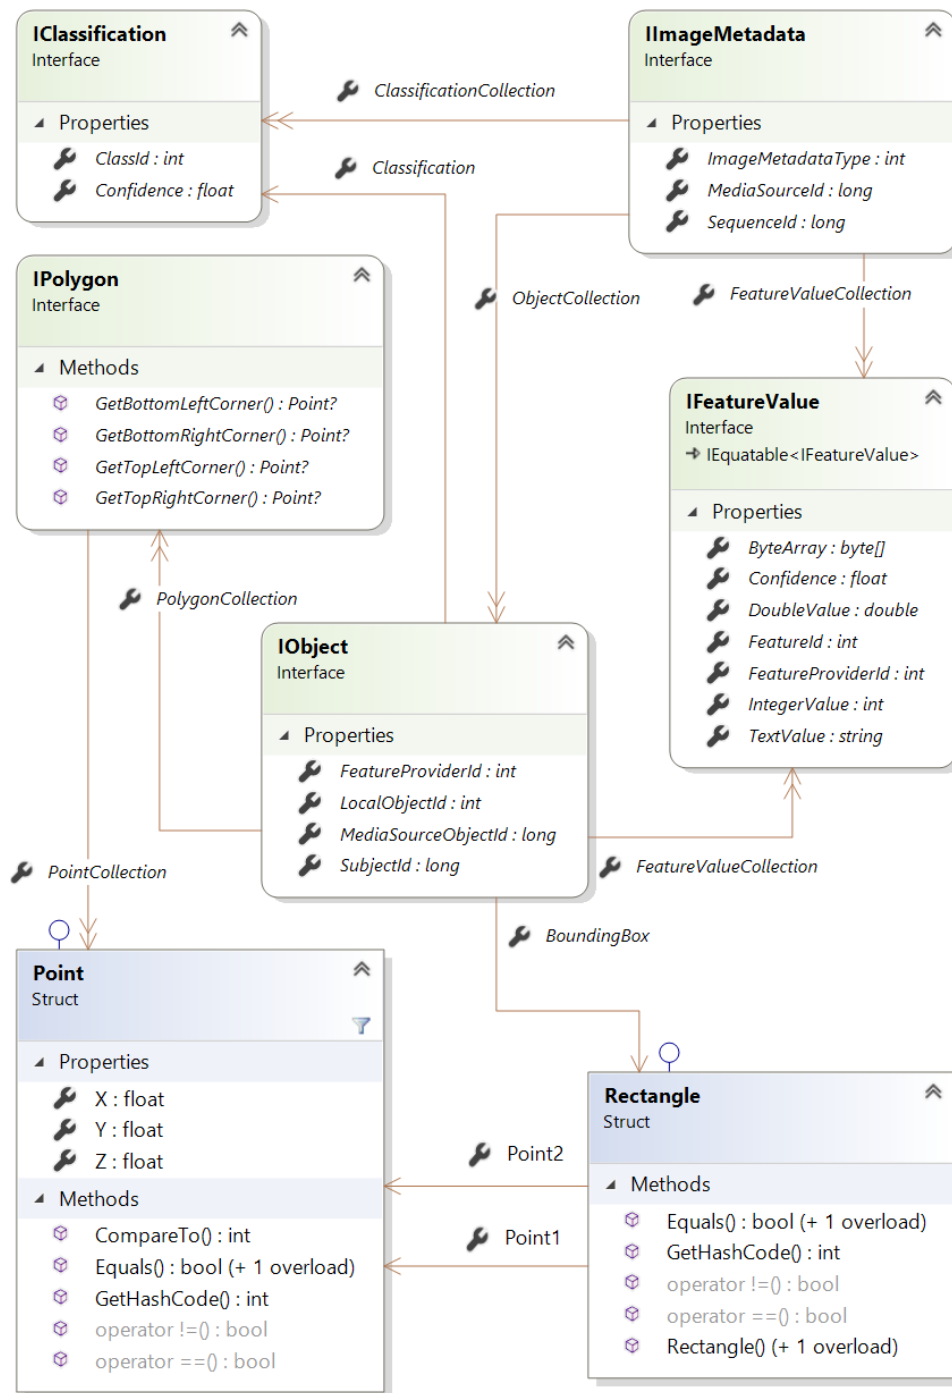 IClassification
Interface
Properties
ClassId : int
Confidence : float
IImageMetadata
Interface
Properties
ImageMetadataType : int
MediaSourceId : long
SequenceId : long
ClassificationCollection
Classification
ObjectCollection
FeatureValueCollection
IPolygon
Interface
Methods
GetBottomLeftCorner() : Point?
GetBottomRightCorner() : Point?
GetTopLeftCorner() : Point?
GetTopRightCorner() : Point?
IFeatureValue
Interface
IEquatable<IFeatureValue>
Properties
ByteArray : byte[]
Confidence : float
DoubleValue : double
FeatureId : int
FeatureProviderId : int
IntegerValue : int
TextValue : string
PolygonCollection
IObject
Interface
Properties
FeatureProviderId : int
LocalObjectId : int
MediaSourceObjectId : long
SubjectId : long
PointCollection
FeatureValueCollection
BoundingBox
Point
Struct
Properties
X : float
Y : float
Z : float
Methods
CompareTo() : int
Equals() : bool (+ 1 overload)
GetHashCode() : int
operator !=() : bool
operator ==() : bool
Point2
Point1
Rectangle
Struct
Methods
Equals() : bool (+ 1 overload)
GetHashCode() : int
operator !=() : bool
operator ==() : bool
Rectangle() (+ 1 overload)